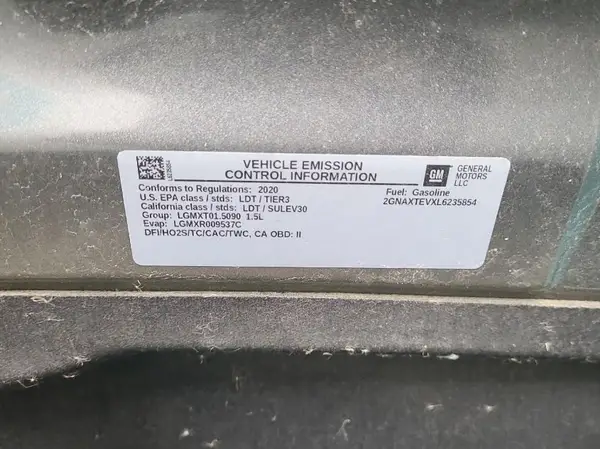 VEHICLE EMISSION
CONTROL INFORMATION
GM
GENERAL
MOTORS
LLC
Conforms to Regulations: 2020
U.S. EPA class / stds: LDT / TIER3
California class / stds: LDT / SULEV30
Group: LGMXT01.5090 1.5L
Evap: LGMXR009537C
DFI/HO2S/TC/CAC/TWC, CA OBD: II
Fuel: Gasoline
2GNAXTEVXL6235854